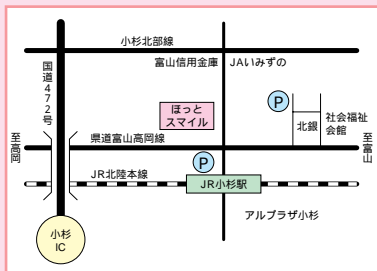 小杉北部線
国道472号
富山信用金庫
JAいみずの
P
ほっと
スマイル
北銀
社会福祉
会館
至高岡
県道富山高岡線
至富山
P
JR北陸本線
JR小杉駅
アルプラザ小杉
小杉
IC